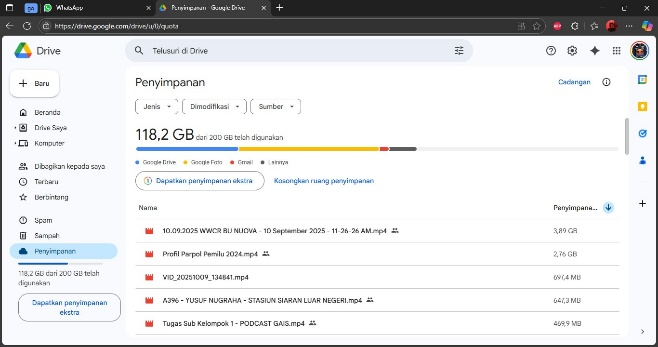 WhatsApp
Penyimpanan - Google Drive
https://drive.google.com/drive/u/0/quota
Drive
Telusuri di Drive
Baru
Beranda
Drive Saya
Komputer
Dibagikan kepada saya
Terbaru
Berbintang
Spam
Sampah
Penyimpanan
118,2 GB dari 200 GB telah
digunakan
Dapatkan penyimpanan
ekstra
Penyimpanan
Cadangan
Jenis
Dimodifikasi
Sumber
118,2 GB dari 200 GB telah digunakan
Google Drive
Google Foto
Gmail
Lainnya
Dapatkan penyimpanan ekstra
Kosongkan ruang penyimpanan
Nama
Penyimpana...
10.09.2025 WWCR BU NUOVA - 10 September 2025 - 11-26-26 AM.mp4
3,89 GB
Profil Parpol Pemilu 2024.mp4
2,76 GB
VID_20251009_134841.mp4
697,4 MB
A396 - YUSUF NUGRAHA - STASIUN SIARAN LUAR NEGERI.mp4
647,3 MB
Tugas Sub Kelompok 1 - PODCAST GAIS.mp4
469,9 MB